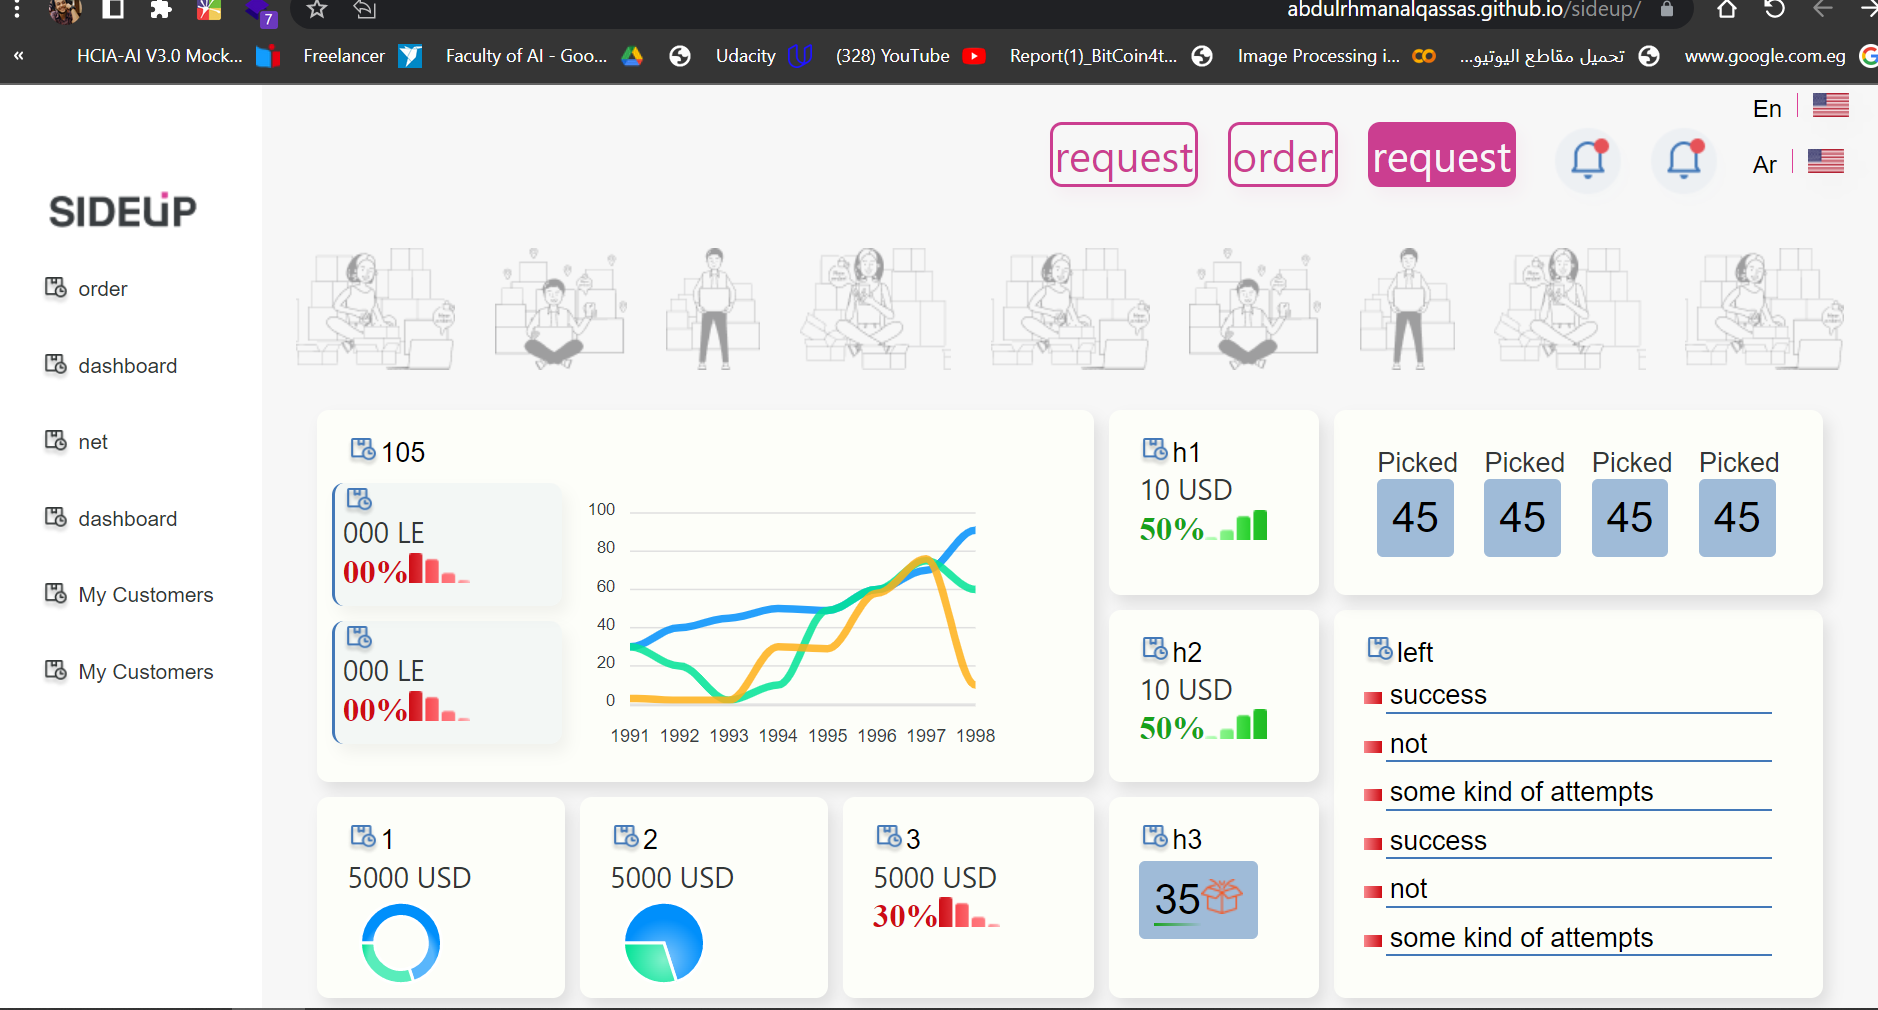 7
abdulrhmanalqassas.github.io/sideup/
«
HCIA-AI V3.0 Mock...
Freelancer
Faculty of AI - Goo...
Udacity
(328) YouTube
Report(1)_BitCoin4t...
Image Processing i...
تحميل مقاطع اليوتيو...
www.google.com.eg
En
Ar
request
order
request
SIDEUP
order
dashboard
net
dashboard
My Customers
My Customers
105
000 LE
00%
000 LE
00%
100
80
60
40
20
0
1991 1992 1993 1994 1995 1996 1997 1998
h1
10 USD
50%
h2
10 USD
50%
Picked Picked Picked Picked
45 45 45 45
left
success
not
some kind of attempts
success
not
some kind of attempts
1
5000 USD
2
5000 USD
3
5000 USD
30%
h3
35